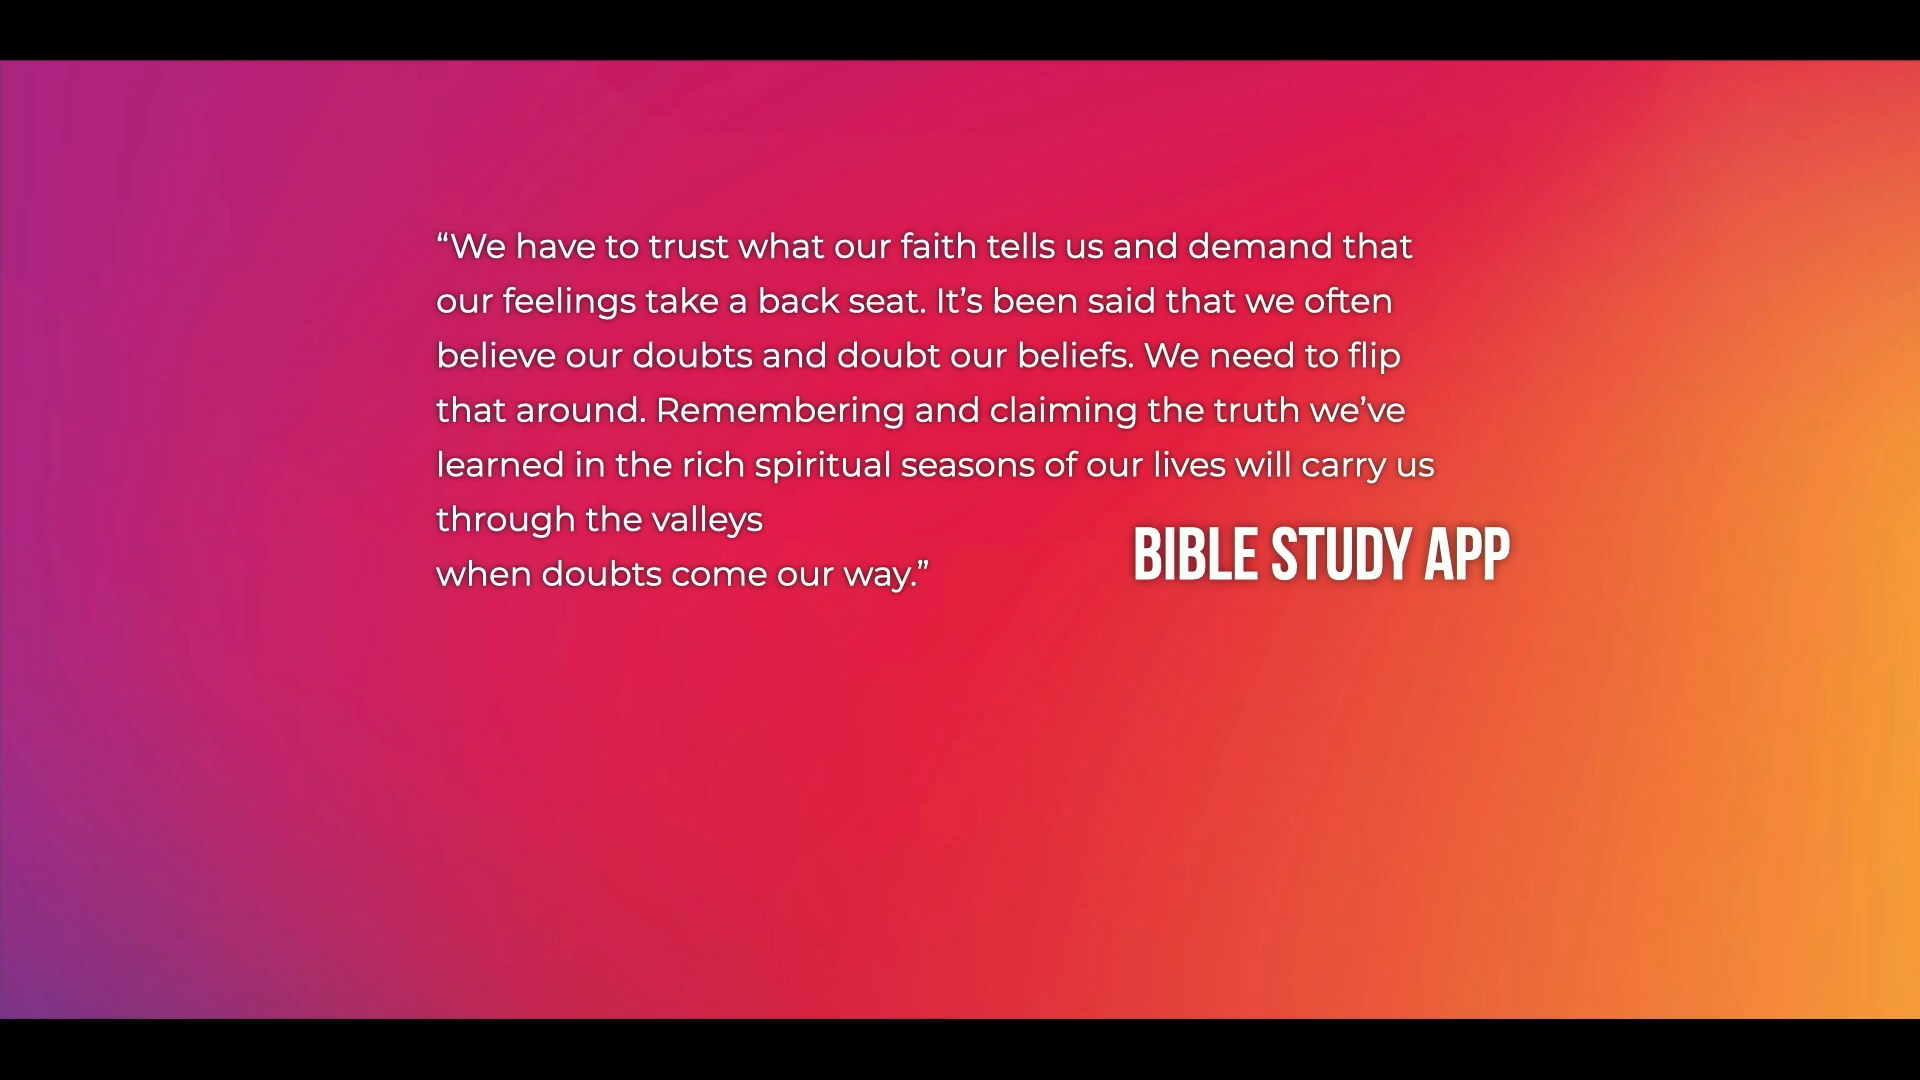 “We have to trust what our faith tells us and demand that
our feelings take a back seat. It’s been said that we often
believe our doubts and doubt our beliefs. We need to flip
that around. Remembering and claiming the truth we’ve
learned in the rich spiritual seasons of our lives will carry us
through the valleys
when doubts come our way.”
BIBLE STUDY APP